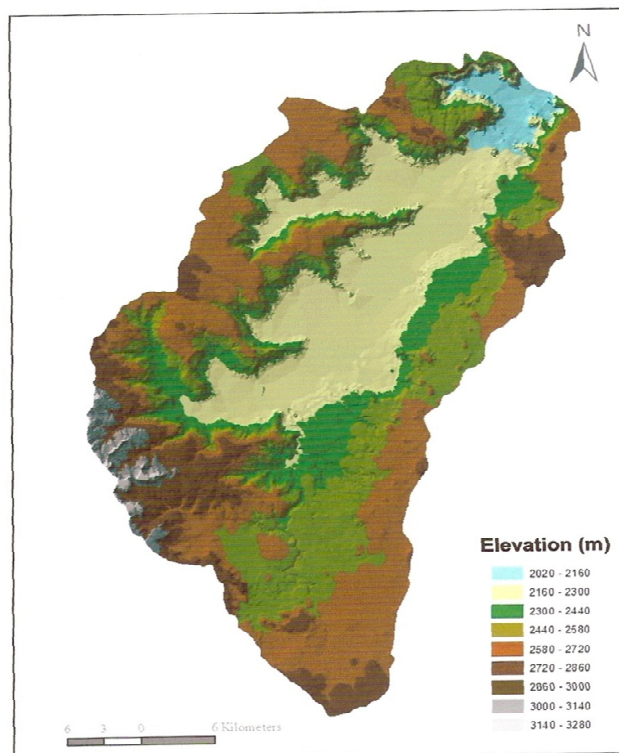 N
Elevation (m)
2020 - 2160
2160 - 2300
2300 - 2440
2440 - 2580
2580 - 2720
2720 - 2860
2860 - 3000
3000 - 3140
3140 - 3280
6 3 0 6 Kilometers